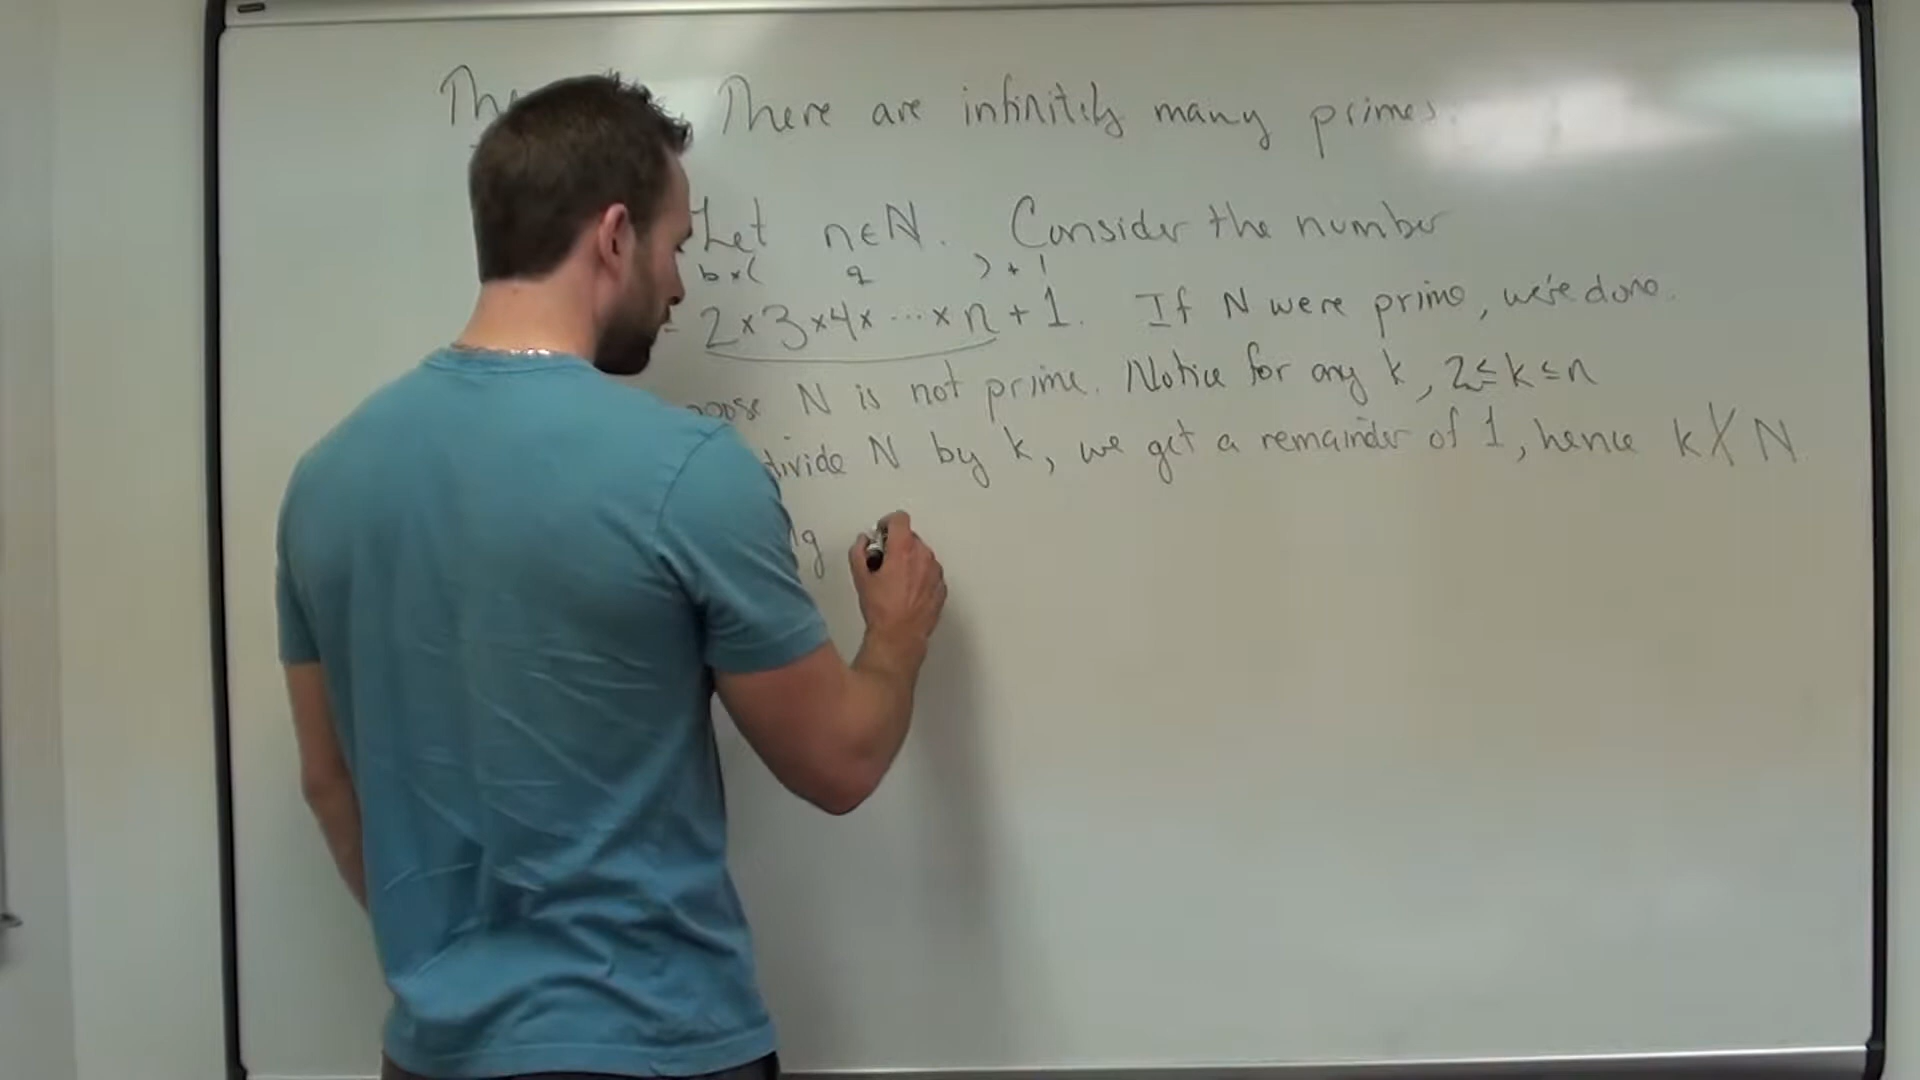 There are infinitely many primes.
Let n∈ℕ. Consider the number
b×( q ) + 1
2×3×4×⋯×n+1. If N were prime, we're done.
N is not prime. Notice for any k, 2≤k≤n
divide N by k, we get a remainder of 1, hence k∤N